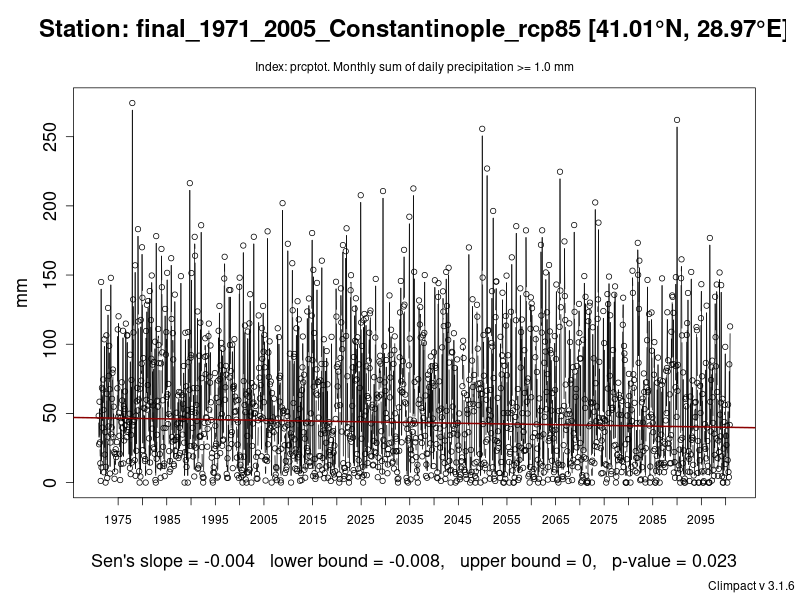 Station: final_1971_2005_Constantinople_rcp85 [41.01°N, 28.97°E]
Index: prcptot. Monthly sum of daily precipitation >= 1.0 mm
250
200
150
100
50
0
mm
1975 1985 1995 2005 2015 2025 2035 2045 2055 2065 2075 2085 2095
Sen's slope = -0.004 lower bound = -0.008, upper bound = 0, p-value = 0.023
Climpact v 3.1.6